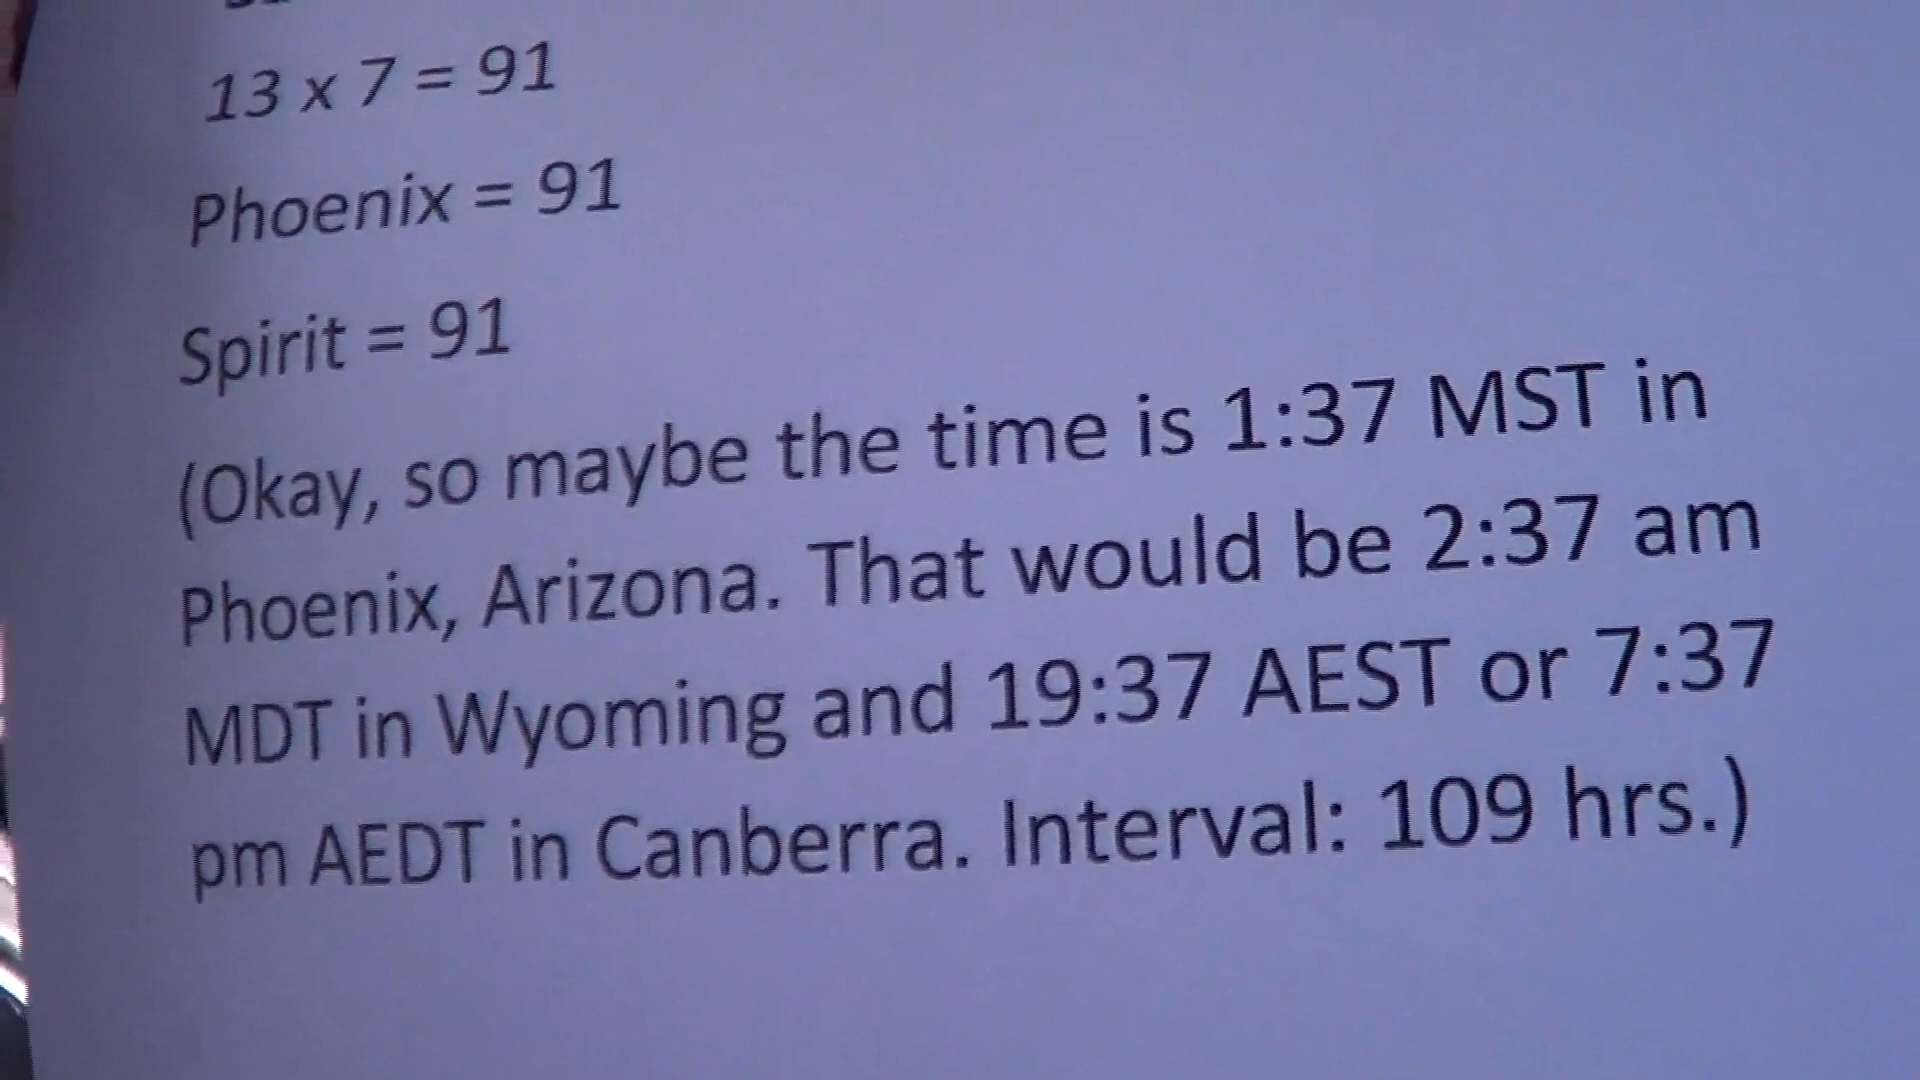 13 x 7 = 91
Phoenix = 91
Spirit = 91
(Okay, so maybe the time is 1:37 MST in
Phoenix, Arizona. That would be 2:37 am
MDT in Wyoming and 19:37 AEST or 7:37
pm AEDT in Canberra. Interval: 109 hrs.)